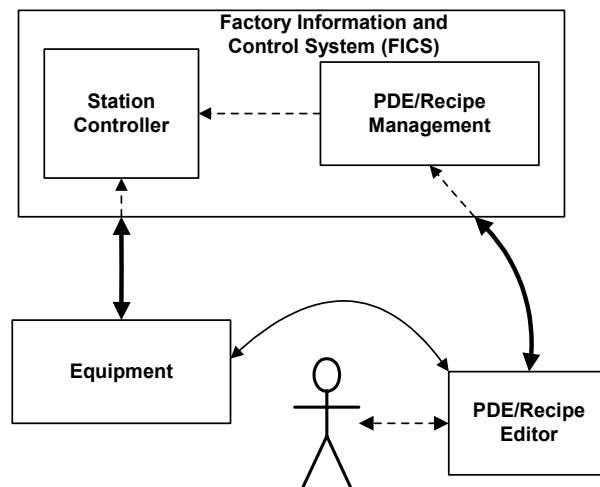 Factory Information and
Control System (FICS)
Station
Controller
PDE/Recipe
Management
Equipment
PDE/Recipe
Editor